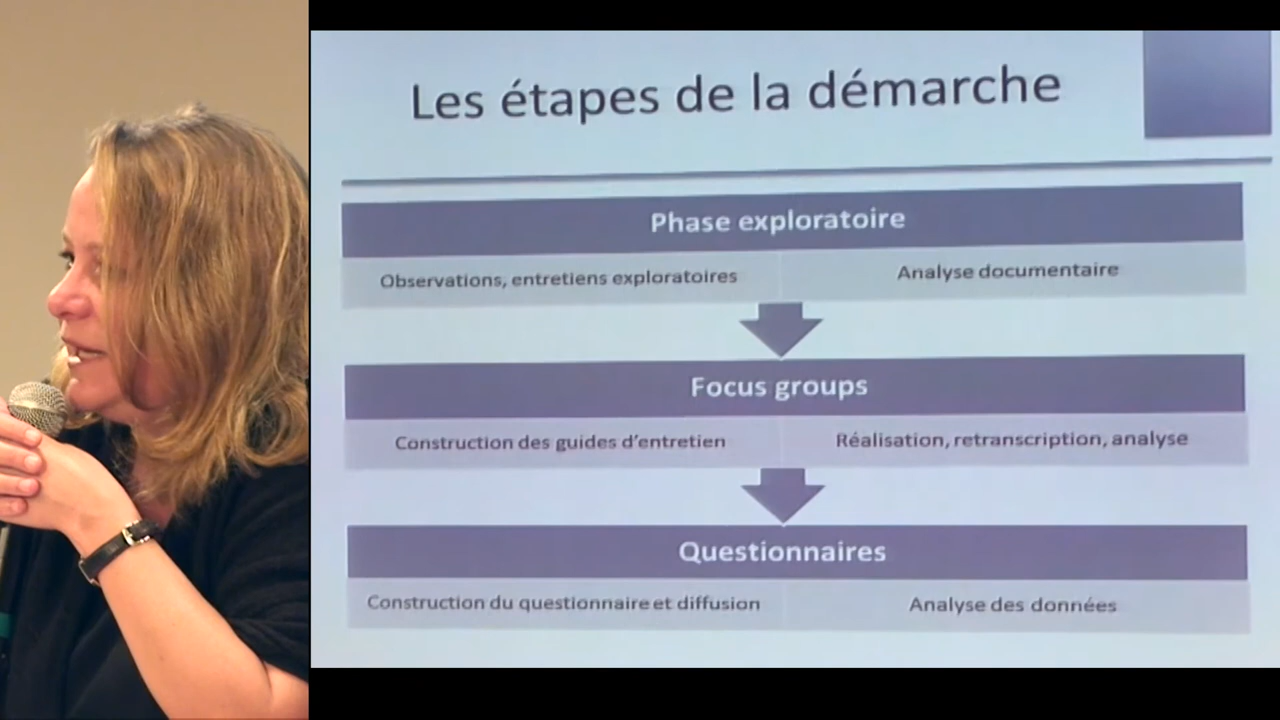 Les étapes de la démarche
Phase exploratoire
Observations, entretiens exploratoires
Analyse documentaire
Focus groups
Construction des guides d'entretien
Réalisation, retranscription, analyse
Questionnaires
Construction du questionnaire et diffusion
Analyse des données